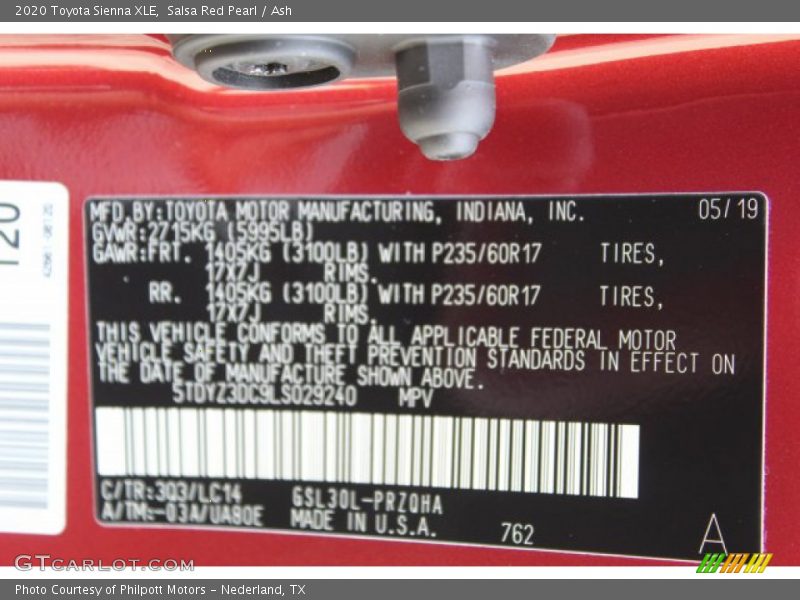 2020 Toyota Sienna XLE, Salsa Red Pearl / Ash
120
MFD.BY:TOYOTA MOTOR MANUFACTURING, INDIANA, INC. 05/19
GVWR:2715KG (5995LB)
GAWR:FRT. 1405KG (3100LB) WITH P235/60R17 TIRES,
17X7J RIMS.
RR. 1405KG (3100LB) WITH P235/60R17 TIRES,
17X7J RIMS.
THIS VEHICLE CONFORMS TO ALL APPLICABLE FEDERAL MOTOR
VEHICLE SAFETY AND THEFT PREVENTION STANDARDS IN EFFECT ON
THE DATE OF MANUFACTURE SHOWN ABOVE.
5TDYZ3DC9LS029240 MPV
C/TR:3Q3/LC14 GSL30L-PRZQHA
A/TM:-03A/UA80E MADE IN U.S.A. 762 A
GTCARLOT.COM
Photo Courtesy of Philpott Motors - Nederland, TX